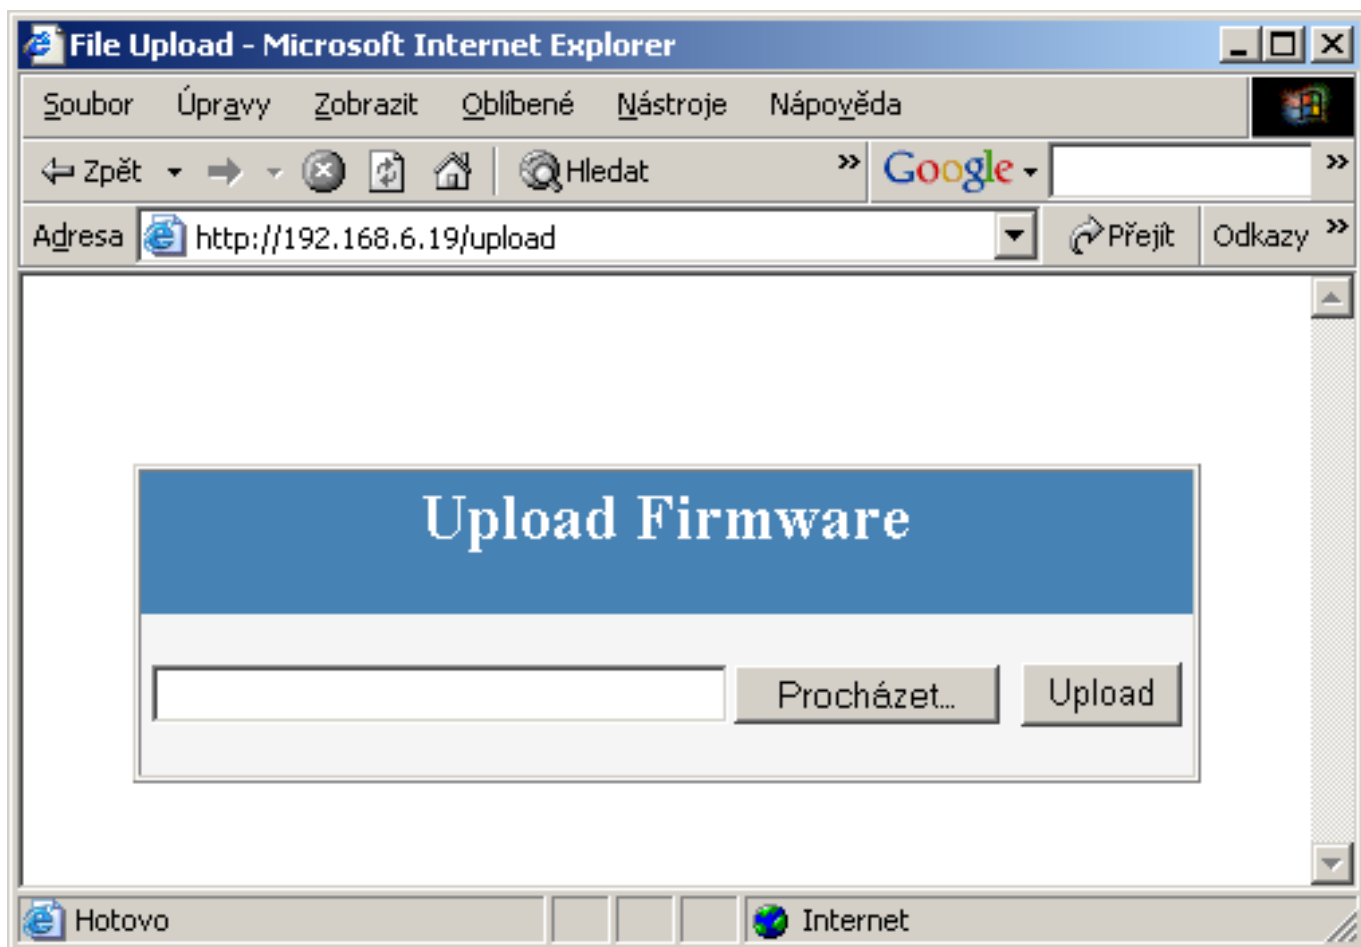 File Upload - Microsoft Internet Explorer
Soubor Úpravy Zobrazit Oblíbené Nástroje Nápověda
Zpět Hledat » Google »
Adresa http://192.168.6.19/upload Přejít Odkazy »
Upload Firmware
Procházet... Upload
Hotovo Internet